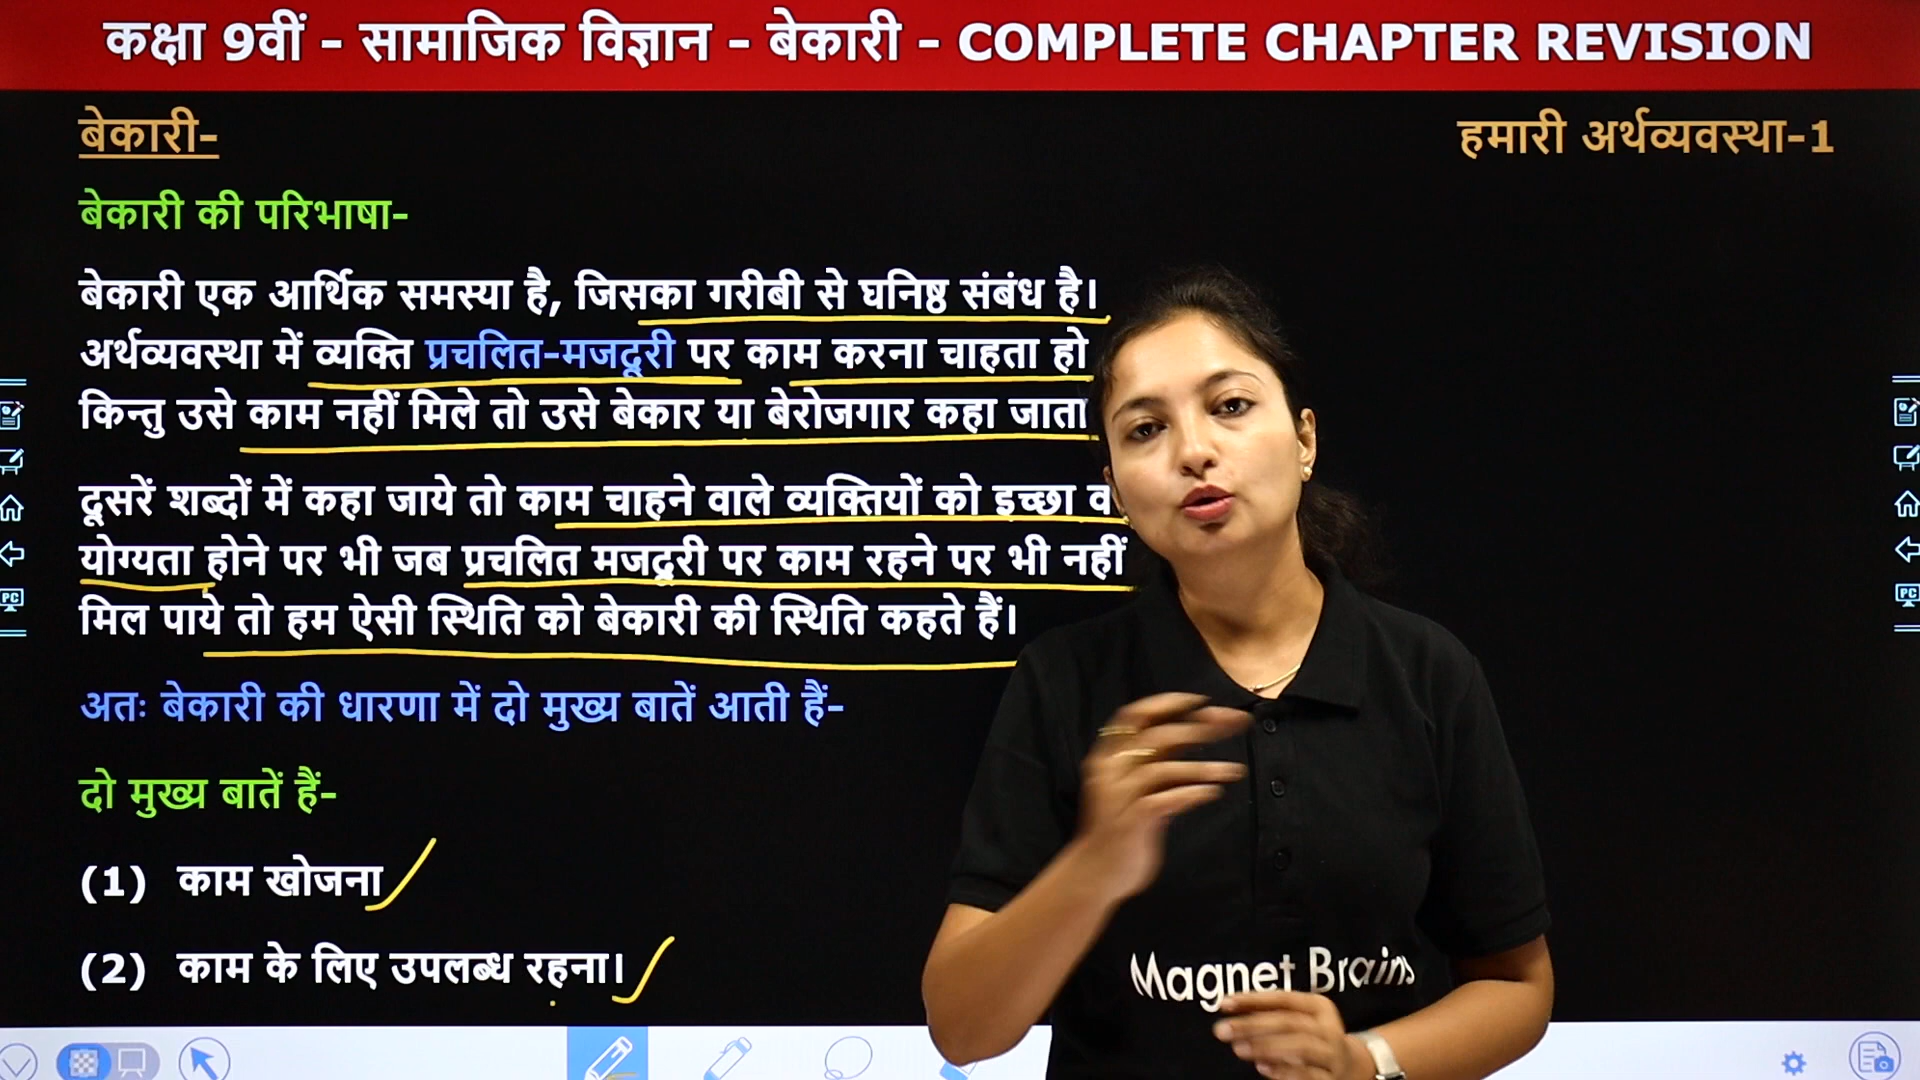 कक्षा 9वीं - सामाजिक विज्ञान - बेकारी - COMPLETE CHAPTER REVISION
बेकारी-
हमारी अर्थव्यवस्था-1
बेकारी की परिभाषा-
बेकारी एक आर्थिक समस्या है, जिसका गरीबी से घनिष्ठ संबंध है।
अर्थव्यवस्था में व्यक्ति प्रचलित-मजदूरी पर काम करना चाहता हो
किन्तु उसे काम नहीं मिले तो उसे बेकार या बेरोजगार कहा जाता
दूसरें शब्दों में कहा जाये तो काम चाहने वाले व्यक्तियों को इच्छा व
योग्यता होने पर भी जब प्रचलित मजदूरी पर काम रहने पर भी नहीं
मिल पाये तो हम ऐसी स्थिति को बेकारी की स्थिति कहते हैं।
अतः बेकारी की धारणा में दो मुख्य बातें आती हैं-
दो मुख्य बातें हैं-
(1) काम खोजना
(2) काम के लिए उपलब्ध रहना।
Magnet Brains
PC
PC